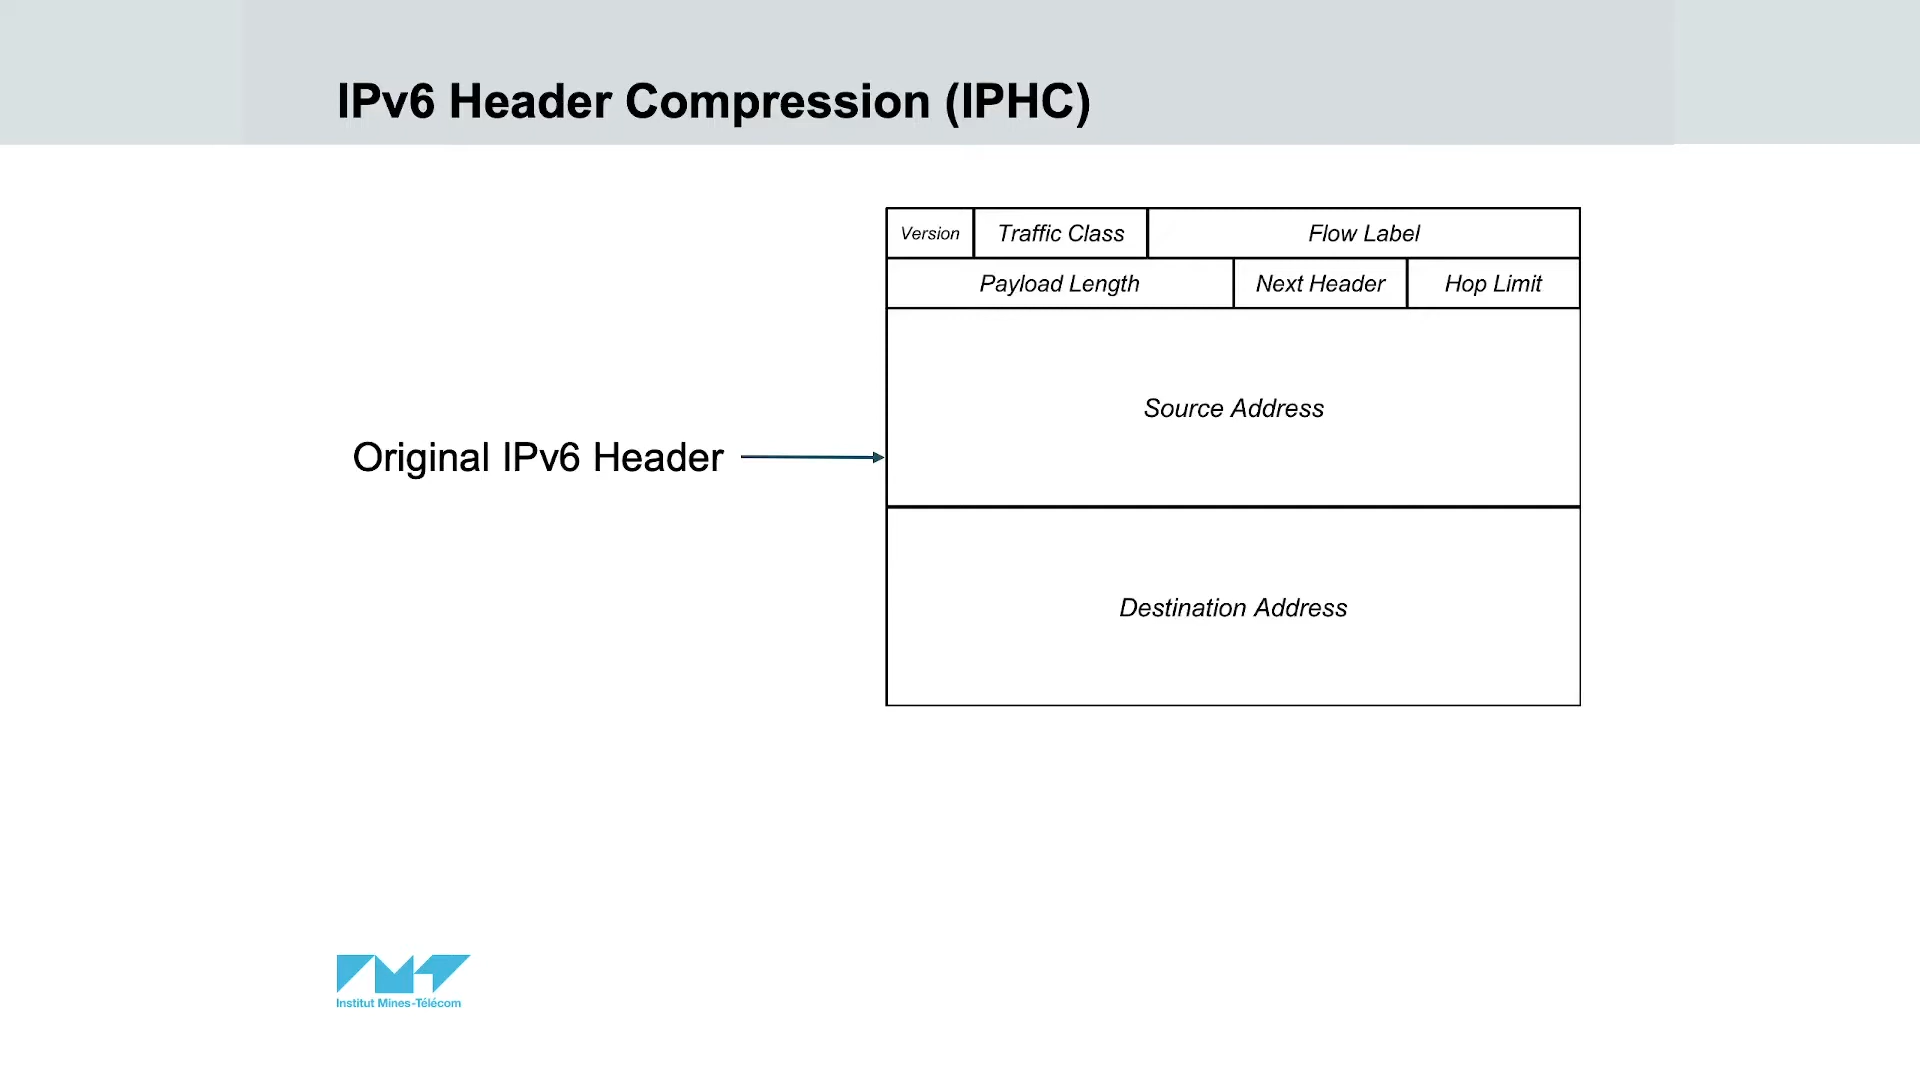 IPv6 Header Compression (IPHC)
Version Traffic Class Flow Label
Payload Length Next Header Hop Limit
Source Address
Original IPv6 Header
Destination Address
Institut Mines-Télécom